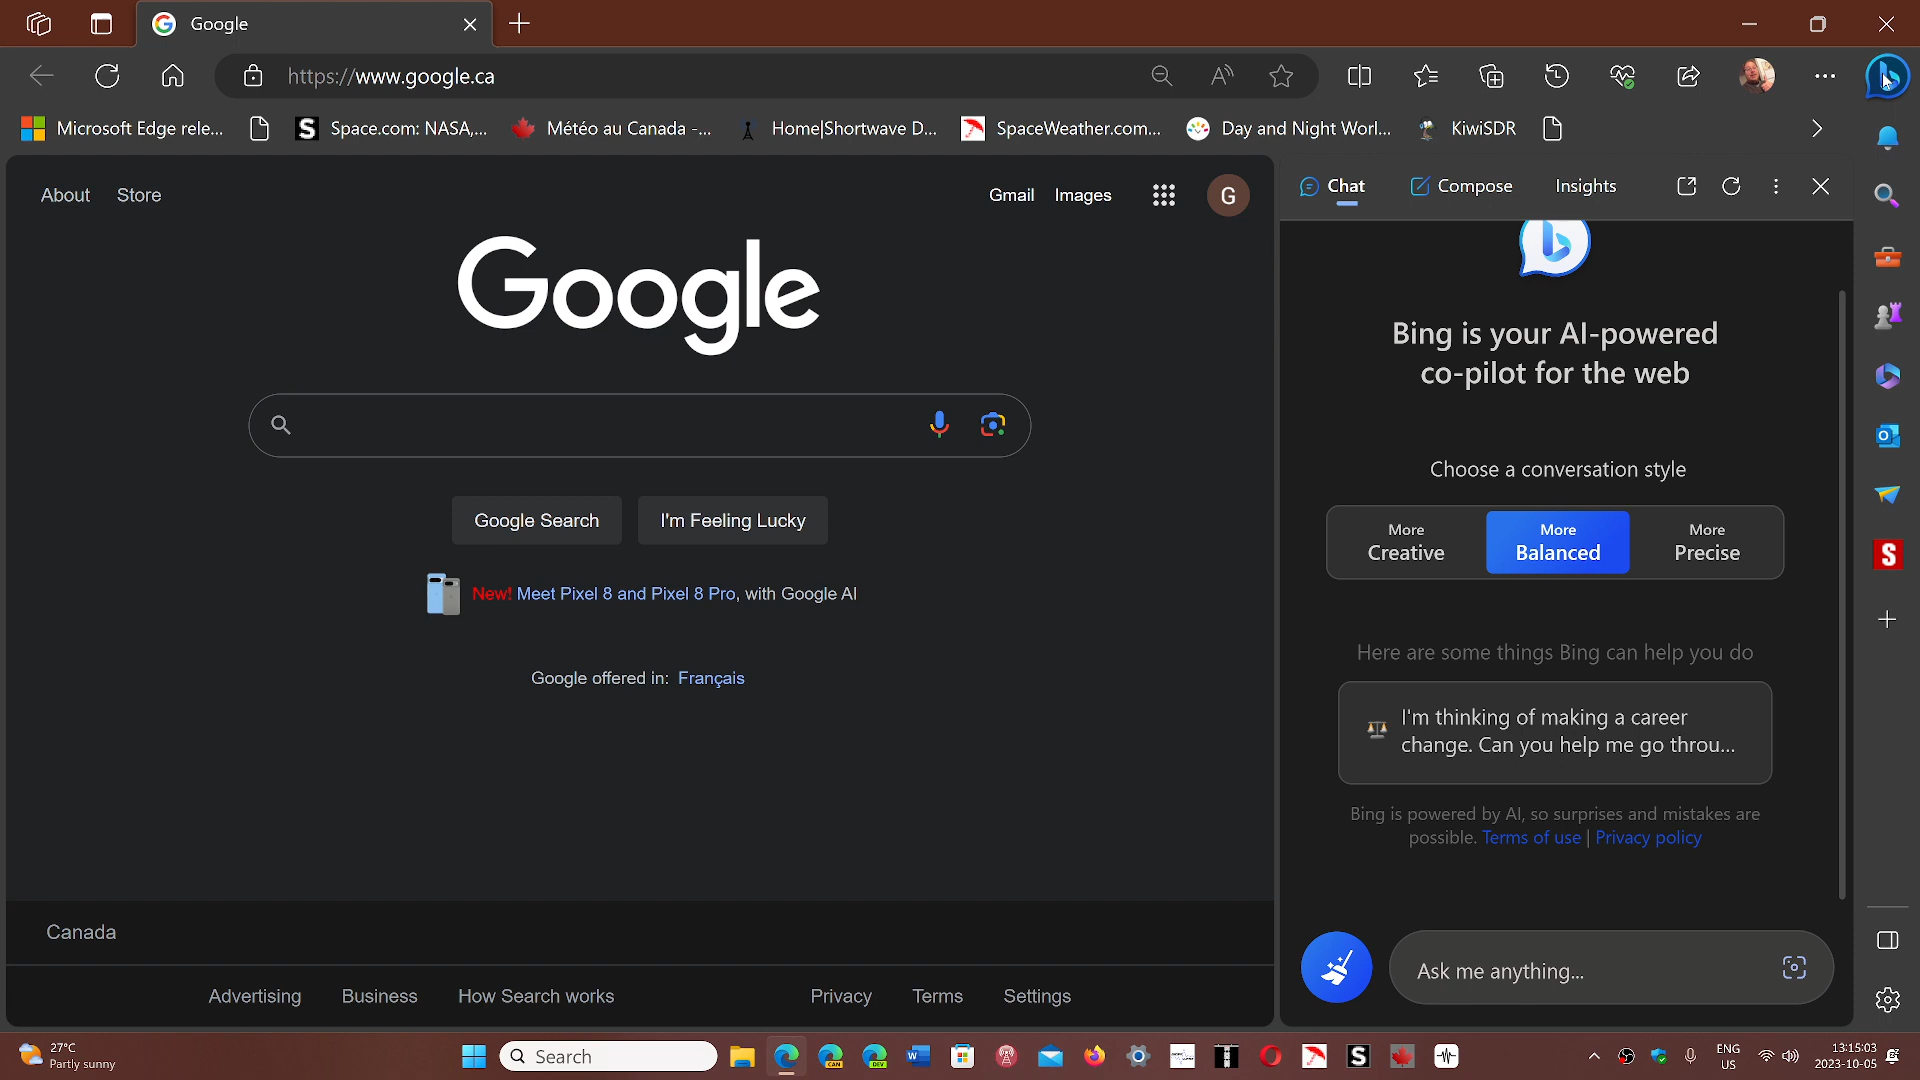 Google
https://www.google.ca
Microsoft Edge rele...
Space.com: NASA,...
Météo au Canada -...
Home|Shortwave D...
SpaceWeather.com...
Day and Night Worl...
KiwiSDR
About
Store
Gmail
Images
G
Google
Google Search
I'm Feeling Lucky
New! Meet Pixel 8 and Pixel 8 Pro, with Google AI
Google offered in: Français
Canada
Advertising
Business
How Search works
Privacy
Terms
Settings
Chat
Compose
Insights
Bing is your AI-powered
co-pilot for the web
Choose a conversation style
More
Creative
More
Balanced
More
Precise
Here are some things Bing can help you do
I'm thinking of making a career
change. Can you help me go throu...
Bing is powered by AI, so surprises and mistakes are
possible. Terms of use | Privacy policy
Ask me anything...
27°C
Partly sunny
Search
CAN
DEV
ENG
US
13:15:03
2023-10-05